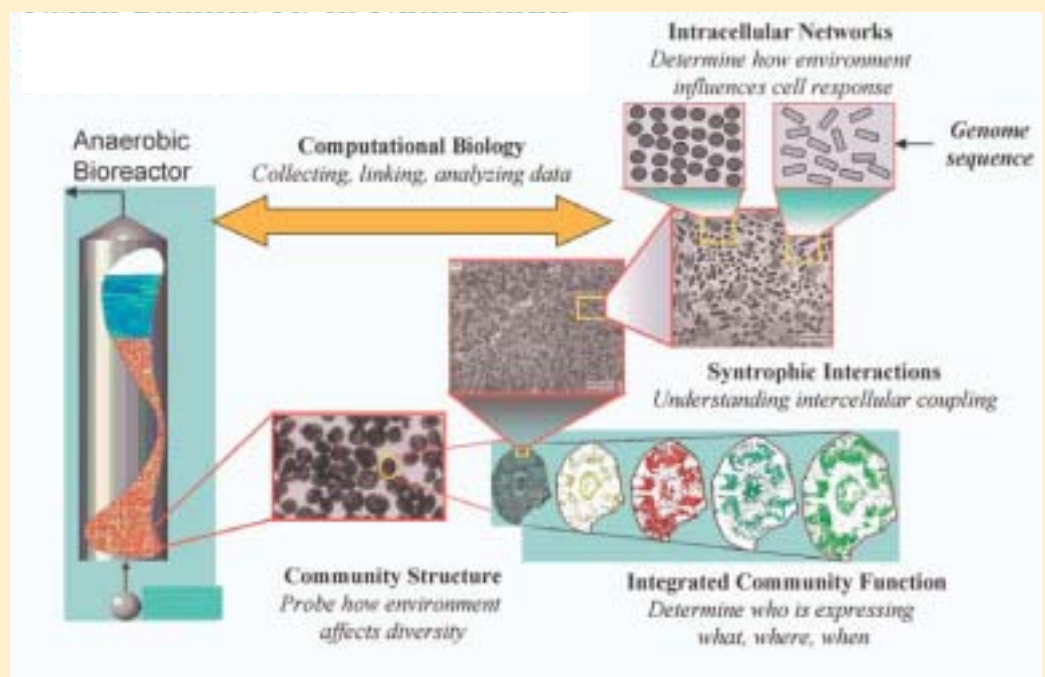 Intracellular Networks
Determine how environment
influences cell response
Anaerobic
Bioreactor
Computational Biology
Collecting, linking, analyzing data
Genome
sequence
Syntrophic Interactions
Understanding intercellular coupling
Community Structure
Probe how environment
affects diversity
Integrated Community Function
Determine who is expressing
what, where, when